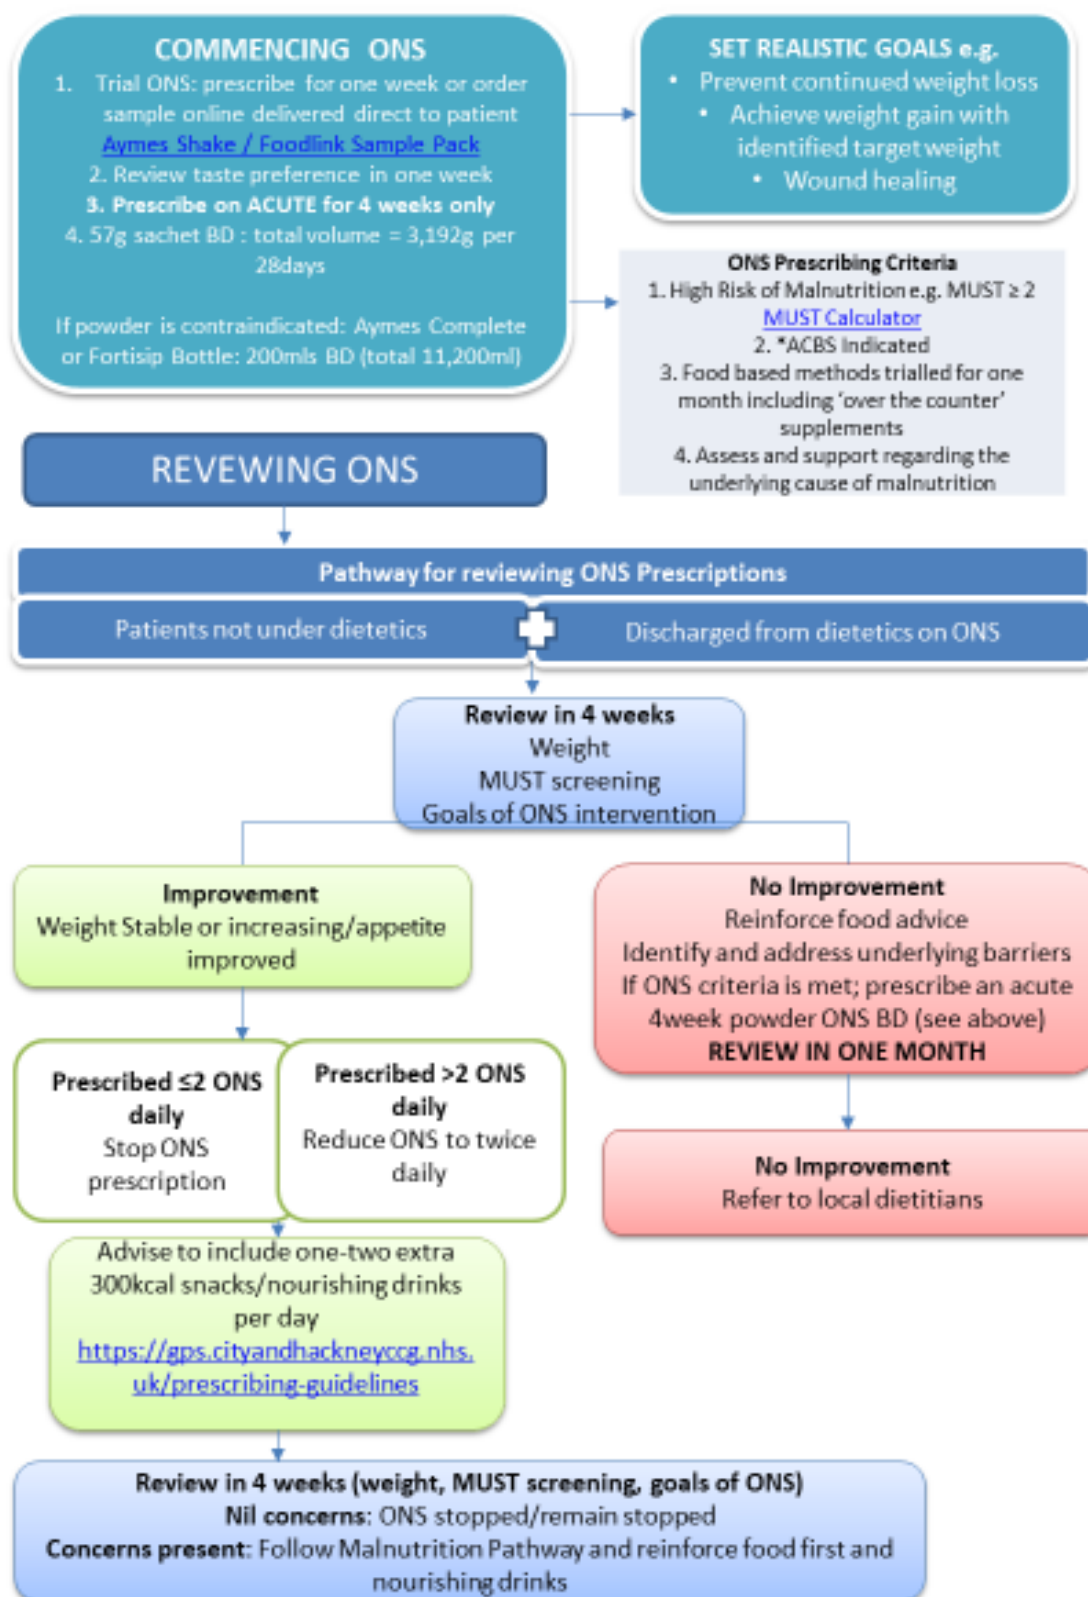 COMMENCING ONS
1. Trial ONS: prescribe for one week or order
sample online delivered direct to patient
Aymes Shake / Foodlink Sample Pack
2. Review taste preference in one week
3. Prescribe on ACUTE for 4 weeks only
4. 57g sachet BD : total volume = 3,192g per
28days
If powder is contraindicated: Aymes Complete
or Fortisip Bottle: 200mls BD (total 11,200ml)
SET REALISTIC GOALS e.g.
• Prevent continued weight loss
• Achieve weight gain with
identified target weight
• Wound healing
ONS Prescribing Criteria
1. High Risk of Malnutrition e.g. MUST ≥ 2
MUST Calculator
2. *ACBS Indicated
3. Food based methods trialled for one
month including ‘over the counter’
supplements
4. Assess and support regarding the
underlying cause of malnutrition
REVEWING ONS
Pathway for reviewing ONS Prescriptions
Patients not under dietetics
Discharged from dietetics on ONS
Review in 4 weeks
Weight
MUST screening
Goals of ONS intervention
Improvement
Weight Stable or increasing/appetite
improved
No Improvement
Reinforce food advice
Identify and address underlying barriers
If ONS criteria is met; prescribe an acute
4week powder ONS BD (see above)
REVIEW IN ONE MONTH
Prescribed ≤2 ONS
daily
Stop ONS
prescription
Prescribed >2 ONS
daily
Reduce ONS to twice
daily
No Improvement
Refer to local dietitians
Advise to include one-two extra
300kcal snacks/nourishing drinks
per day
https://gps.cityandhackneyccg.nhs.
uk/prescribing-guidelines
Review in 4 weeks (weight, MUST screening, goals of ONS)
Nil concerns: ONS stopped/remain stopped
Concerns present: Follow Malnutrition Pathway and reinforce food first and
nourishing drinks